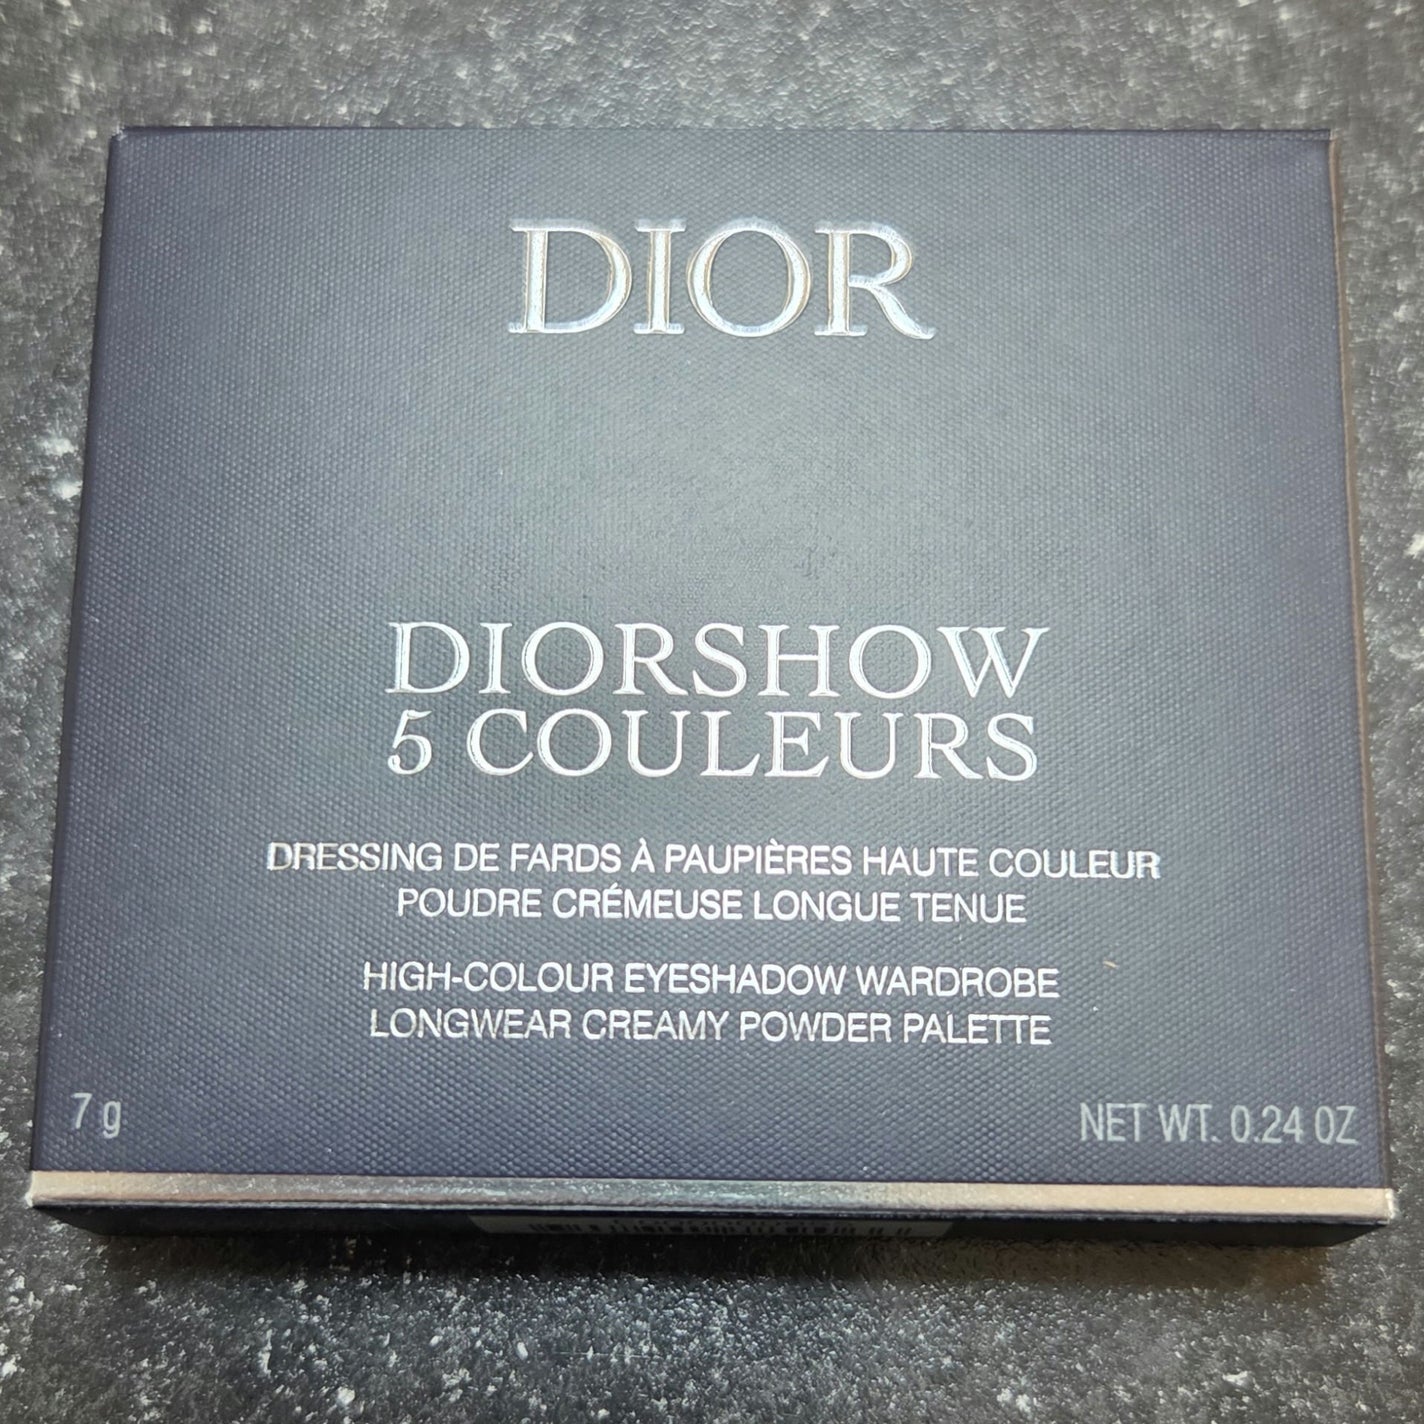 DIOR
DIORSHOW
5 COULEURS
DRESSING DE FARDS À PAUPIÈRES HAUTE COULEUR
POUDRE CRÉMEUSE LONGUE TENUE
HIGH-COLOUR EYESHADOW WARDROBE
LONGWEAR CREAMY POWDER PALETTE
7 g
NET WT. 0.24 OZ